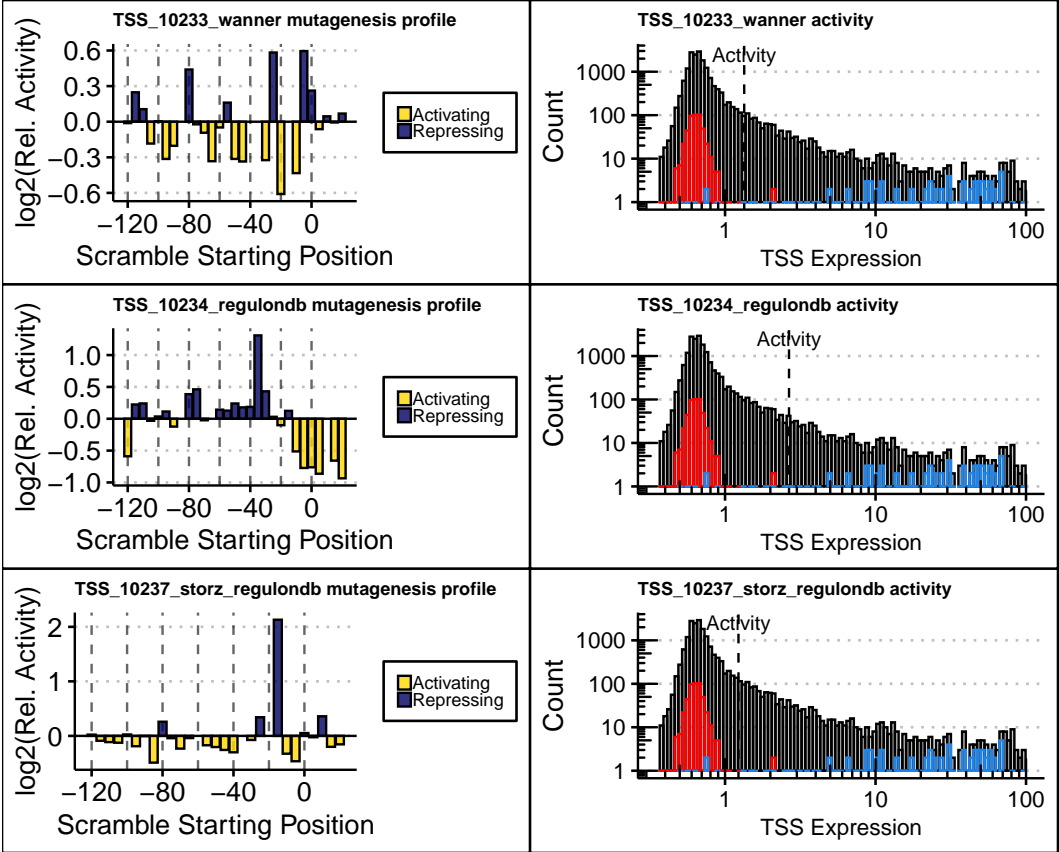 TSS_10233_wanner mutagenesis profile
log2(Rel. Activity)
0.6
0.3
0.0
−0.3
−0.6
−120
−80
−40
0
Scramble Starting Position
Activating
Repressing
TSS_10233_wanner activity
Activity
Count
1000
100
10
1
1
10
100
TSS Expression
TSS_10234_regulondb mutagenesis profile
log2(Rel. Activity)
1.0
0.5
0.0
−0.5
−1.0
−120
−80
−40
0
Scramble Starting Position
Activating
Repressing
TSS_10234_regulondb activity
Activity
Count
1000
100
10
1
1
10
100
TSS Expression
TSS_10237_storz_regulondb mutagenesis profile
log2(Rel. Activity)
2
1
0
−120
−80
−40
0
Scramble Starting Position
Activating
Repressing
TSS_10237_storz_regulondb activity
Activity
Count
1000
100
10
1
1
10
100
TSS Expression